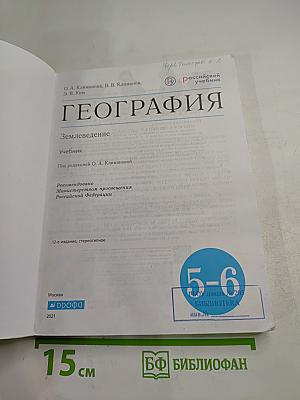 О. А. Климанова, В. В. Климанов,
Э. В. Ким
российский
учебник
ГЕОГРАФИЯ
Землеведение
Учебник
Под редакцией О. А. Климановой
Рекомендовано
Министерством просвещения
Российской Федерации
12-е издание, стереотипное
5–6
БИБЛИОТЕКА
Москва
дрофа
2021
15 см
БФ БИБЛИОФАН